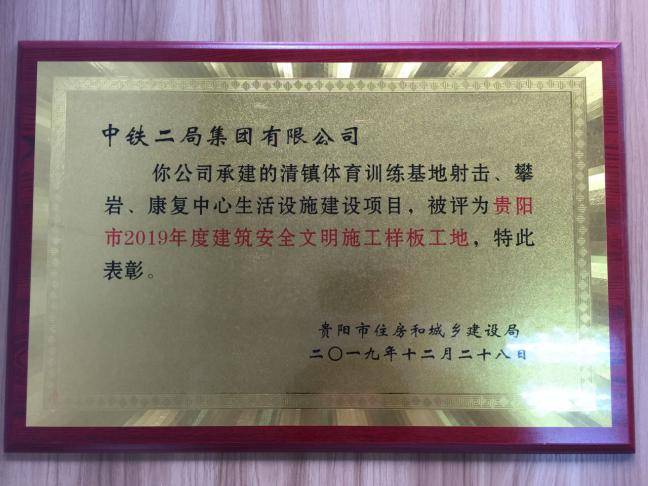 中铁二局集团有限公司
你公司承建的清镇体育训练基地射击、攀
岩、康复中心生活设施建设项目，被评为贵阳
市2019年度建筑安全文明施工样板工地，特此
表彰。
贵阳市住房和城乡建设局
二〇一九年十二月二十八日